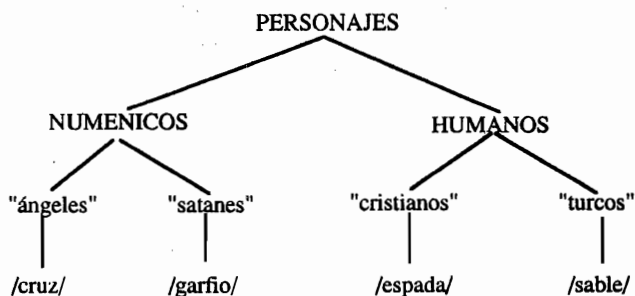 PERSONAJES
NUMENICOS HUMANOS
"ángeles" "satanes" "cristianos" "turcos"
/cruz/ /garfio/ /espada/ /sable/